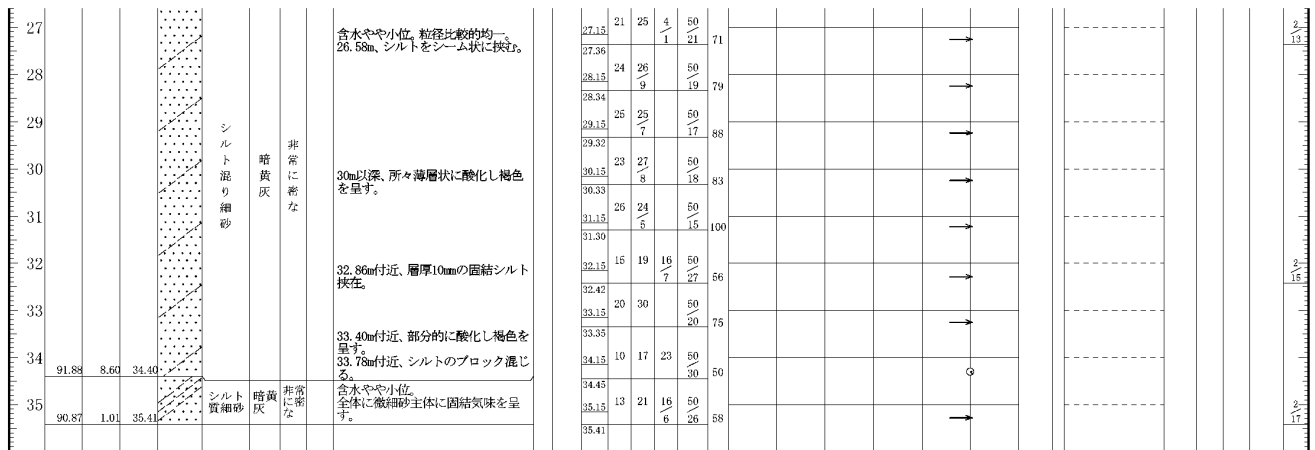 27
28
29
30
31
32
33
34
35
91.88 8.60 34.40
90.87 1.01 35.41
シルト混り細砂
暗黄灰
非常に密な
シルト
質細砂
暗黄
灰
非常
に密
な
含水やや小位。粒径比較的均一。
26.58m、シルトをシーム状に挟む。
30m以深、所々薄層状に酸化し褐色
を呈す。
32.86m付近、層厚10mmの固結シルト
挟在。
33.40m付近、部分的に酸化し褐色を
呈す。
33.78m付近、シルトのブロック混じ
る。
含水やや小位。
全体に微細砂主体に固結気味を呈
す。
27.15 21 25 4/1 50/21 71
27.36
28.15 24 26/9 50/19 79
28.34
29.15 25 25/7 50/17 88
29.32
30.15 23 27/8 50/18 83
30.33
31.15 26 24/5 50/15 100
31.30
32.15 15 19 16/7 50/27 56
32.42
33.15 20 30 50/20 75
33.35
34.15 10 17 23 50/30 50
34.45
35.15 13 21 16/6 50/26 58
35.41
2/13
2/15
2/17